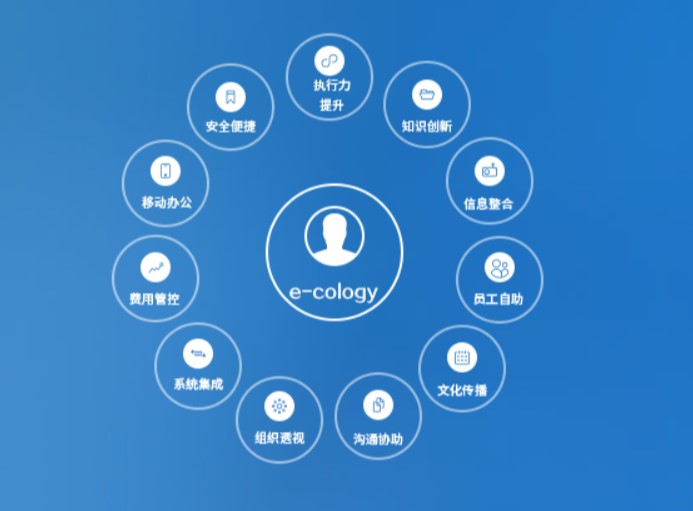 执行力
提升
知识创新
信息整合
员工自助
文化传播
沟通协助
组织透视
系统集成
费用管控
移动办公
安全便捷
e-cology